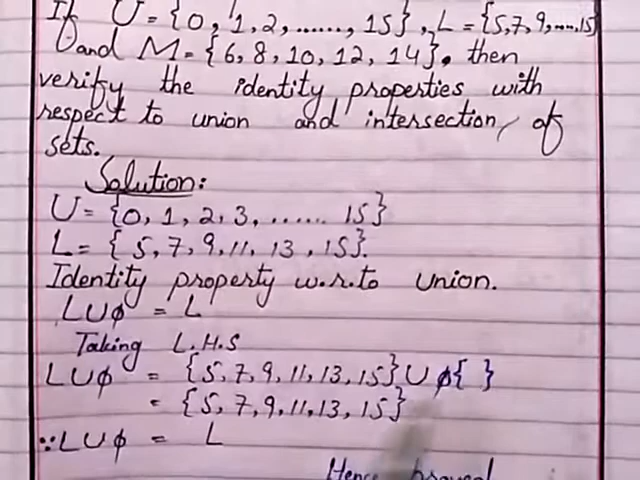 If U = {0, 1, 2, ......, 15}, L = {5, 7, 9, .....15}
and M = {6, 8, 10, 12, 14}, then
verify the identity properties with
respect to union and intersection, of
sets.
Solution:
U = {0, 1, 2, 3, ...... 15}
L = { 5, 7, 9, 11, 13, 15}.
Identity property w.r.to union.
L∪ϕ = L
Taking L.H.S
L∪ϕ = {5, 7, 9, 11, 13, 15} ∪ ϕ{ }
= {5, 7, 9, 11, 13, 15}
∵ L∪ϕ = L
Hence proved